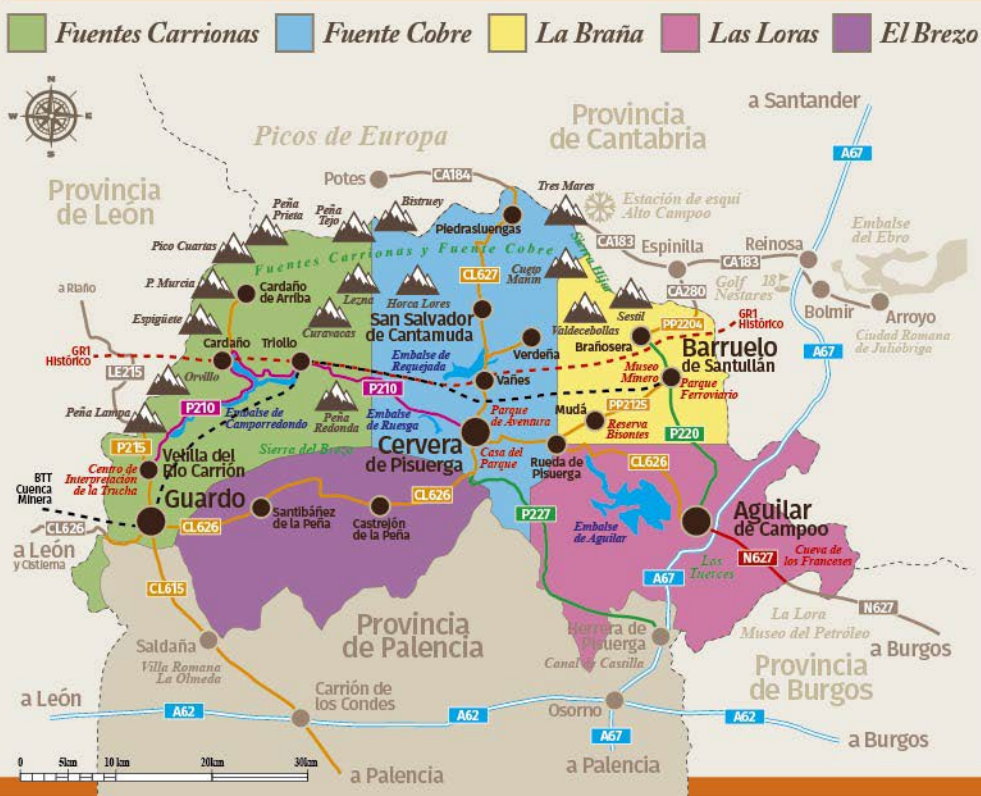 Fuentes Carrionas
Fuente Cobre
La Braña
Las Loras
El Brezo
N
W
E
S
a Santander
A67
Picos de Europa
Provincia
de Cantabria
Potes
CA184
Provincia
de León
Peña
Prieta
Peña
Tejo
Bistruey
Tres Mares
Estación de esquí
Alto Campoo
Piedrasluengas
Pico Cuartas
Fuentes Carrionas y Fuente Cobre
Sierra Híjar
CA183
Espinilla
Reinosa
CA183
Embalse
del Ebro
P. Murcia
Cardaño
de Arriba
Lezna
Horca Lores
CL627
Cueto
Manín
a Riaño
CA280
Golf
Nestares
18
Bolmir
Arroyo
Ciudad Romana
de Julióbriga
Espigüete
Curavacas
San Salvador
de Cantamuda
Valdecebollas
Sestil
PP2204
GR1
Histórico
GR1
Histórico
Cardaño
Triollo
Embalse de
Requejada
Verdeña
Brañosera
Barruelo
de Santullán
A67
LE215
Orvillo
P210
Vañes
Museo
Minero
Parque
Ferroviario
Peña Lampa
P210
Embalse de
Camporredondo
Peña
Redonda
Embalse
de Ruesga
Parque
de Aventura
Mudá
PP2125
Reserva
Bisontes
P220
P215
Sierra del Brezo
Cervera
de Pisuerga
Casa del
Parque
Rueda de
Pisuerga
CL626
Centro de
Interpretación
de la Trucha
Velilla del
Río Carrión
BTT
Cuenca
Minera
Guardo
CL626
Santibáñez
de la Peña
Castrejón
de la Peña
CL626
P227
Embalse
de Aguilar
Aguilar
de Campoo
CL626
a León
y Cistierna
N627
Cueva de
los Franceses
Las
Tuerces
A67
CL615
Saldaña
Villa Romana
La Olmeda
Provincia
de Palencia
Herrera de
Pisuerga
Canal de Castilla
La Lora
Museo del Petróleo
N627
a Burgos
Provincia
de Burgos
a León
A62
Carrión de
los Condes
A62
Osorno
A62
a Burgos
A67
a Palencia
a Palencia
0
5km
10 km
20km
30km